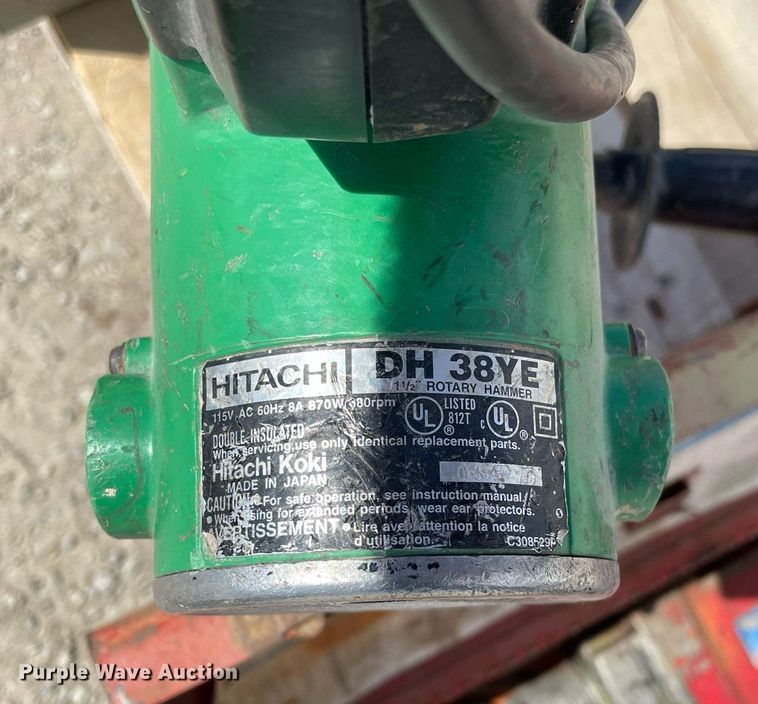 HITACHI
DH 38YE
1½" ROTARY HAMMER
115V AC 60Hz 8A 870W 380rpm
UL® LISTED 812T
c UL®
DOUBLE INSULATED
When servicing use only identical replacement parts.
Hitachi Koki
MADE IN JAPAN
CAUTION • For safe operation, see instruction manual.
• When using for extended periods, wear ear protectors.
AVERTISSEMENT • Lire avec attention la notice
d'utilisation.
Purple Wave Auction